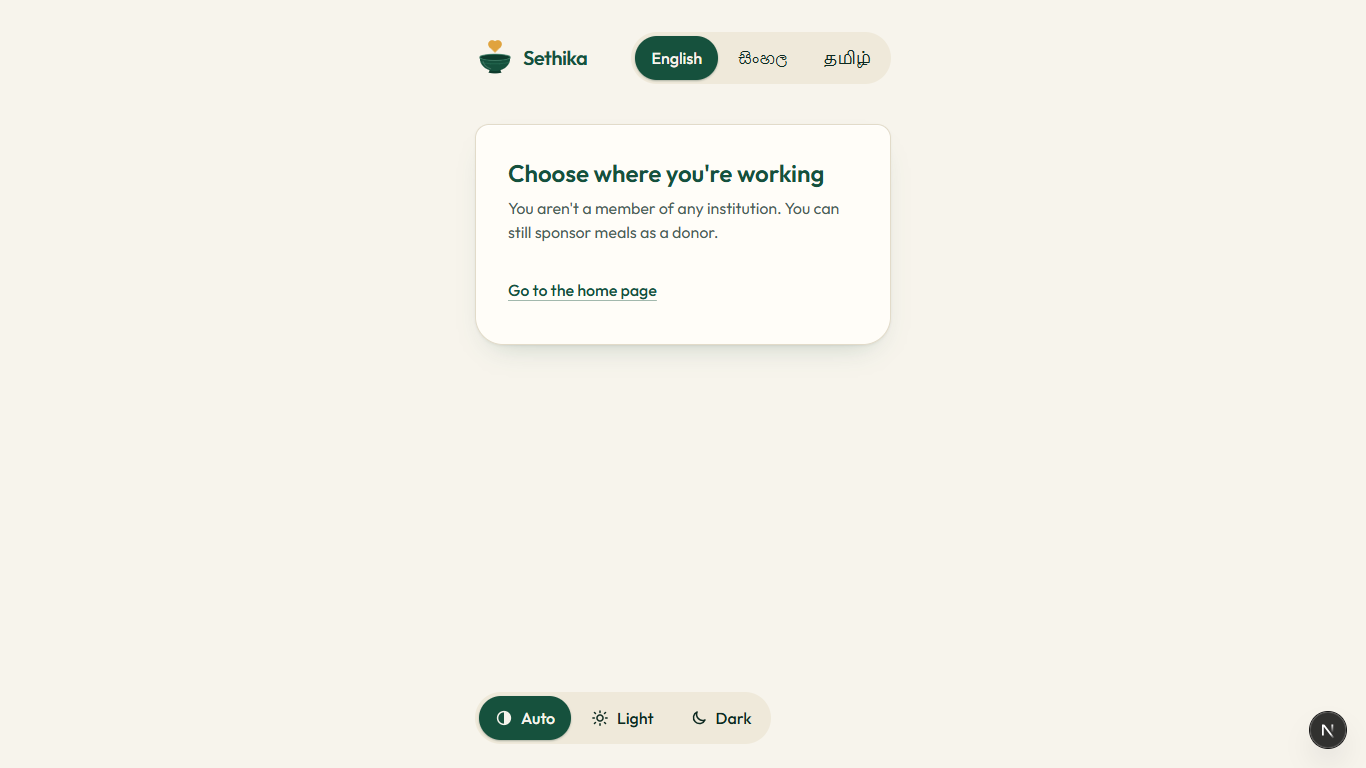 Sethika
English
සිංහල
தமிழ்
Choose where you're working
You aren't a member of any institution. You can
still sponsor meals as a donor.
Go to the home page
Auto
Light
Dark
N